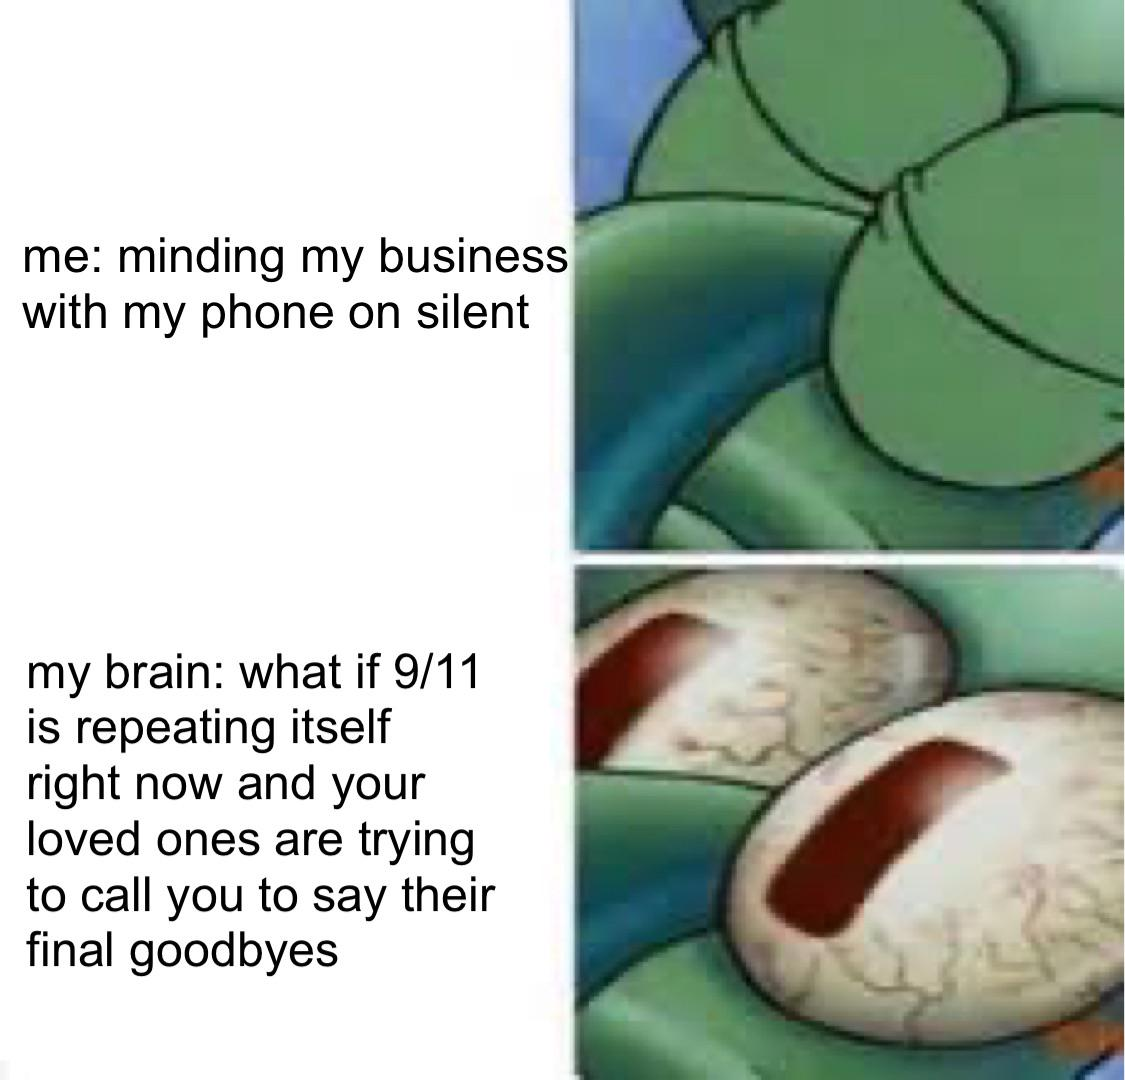 me: minding my business
with my phone on silent
my brain: what if 9/11
is repeating itself
right now and your
loved ones are trying
to call you to say their
final goodbyes